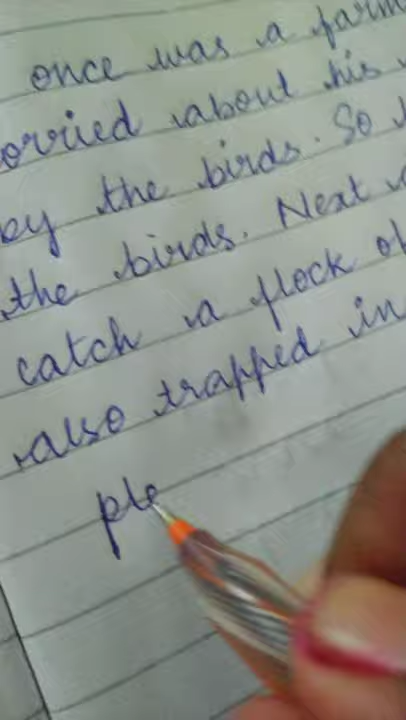 once was a farm
orried about his
by the birds. So
the birds. Next
catch a flock of
also trapped in
ple